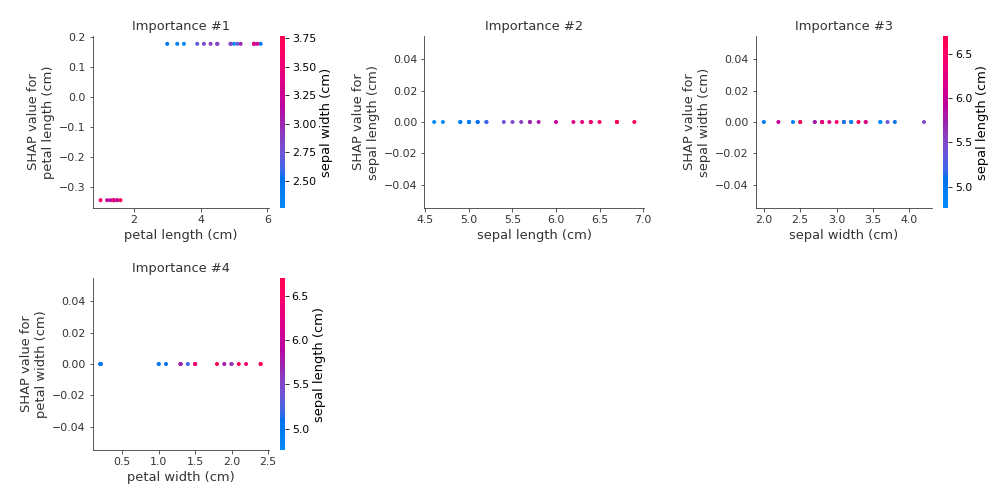 Importance #1
Importance #2
Importance #3
0.2
0.1
0.0
−0.1
−0.2
−0.3
SHAP value for
petal length (cm)
2
4
6
petal length (cm)
3.75
3.50
3.25
3.00
2.75
2.50
sepal width (cm)
0.04
0.02
0.00
−0.02
−0.04
SHAP value for
sepal length (cm)
4.5
5.0
5.5
6.0
6.5
7.0
sepal length (cm)
0.04
0.02
0.00
−0.02
−0.04
SHAP value for
sepal width (cm)
2.0
2.5
3.0
3.5
4.0
sepal width (cm)
6.5
6.0
5.5
5.0
sepal length (cm)
Importance #4
0.04
0.02
0.00
−0.02
−0.04
SHAP value for
petal width (cm)
0.5
1.0
1.5
2.0
2.5
petal width (cm)
6.5
6.0
5.5
5.0
sepal length (cm)